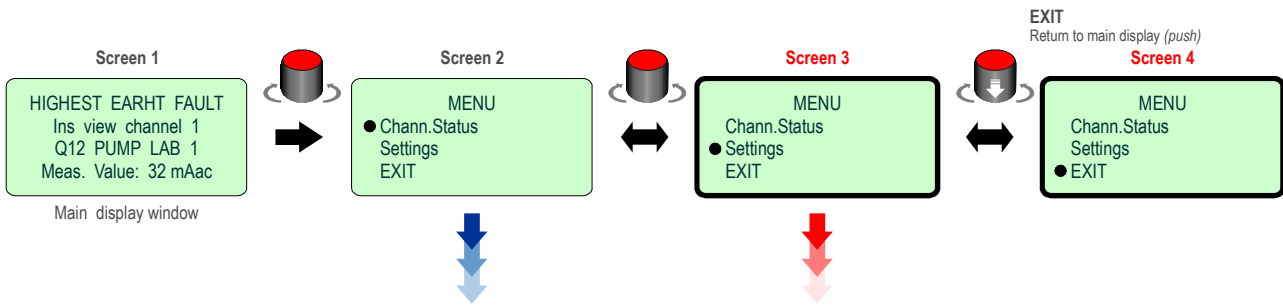 EXIT
Return to main display (push)
Screen 1
Screen 2
Screen 3
Screen 4
HIGHEST EARHT FAULT
Ins view channel 1
Q12 PUMP LAB 1
Meas. Value: 32 mAac
Main display window
MENU
Chann.Status
Settings
EXIT
MENU
Chann.Status
Settings
EXIT
MENU
Chann.Status
Settings
EXIT